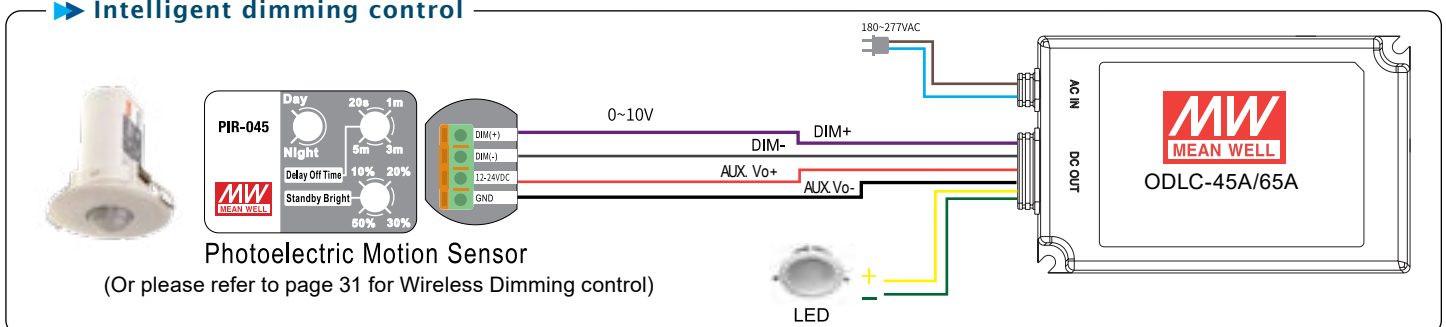 Intelligent dimming control
180~277VAC
PIR-045
Day
Night
20s 1m
5m 3m
Delay Off Time
10% 20%
Standby Bright
50% 30%
MW
MEAN WELL
DIM(+)
DIM(-)
12-24VDC
GND
0~10V
DIM+
DIM-
AUX. Vo+
AUX. Vo-
AC IN
DC OUT
MW
MEAN WELL
ODLC-45A/65A
Photoelectric Motion Sensor
(Or please refer to page 31 for Wireless Dimming control)
+
−
LED